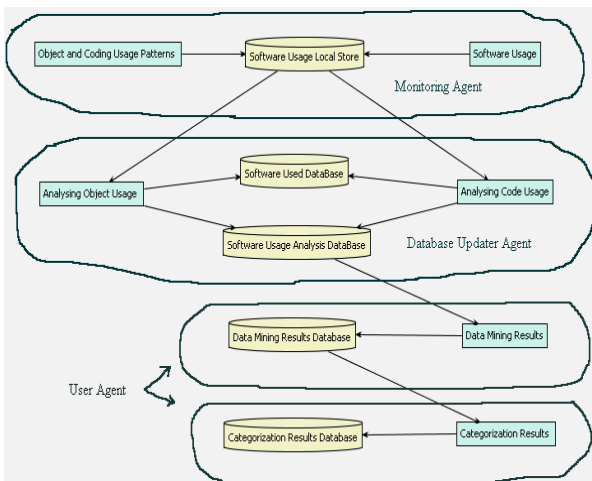 Object and Coding Usage Patterns
Software Usage Local Store
Software Usage
Monitoring Agent
Software Used DataBase
Analysing Object Usage
Analysing Code Usage
Software Usage Analysis DataBase
Database Updater Agent
Data Mining Results Database
Data Mining Results
User Agent
Categorization Results Database
Categorization Results